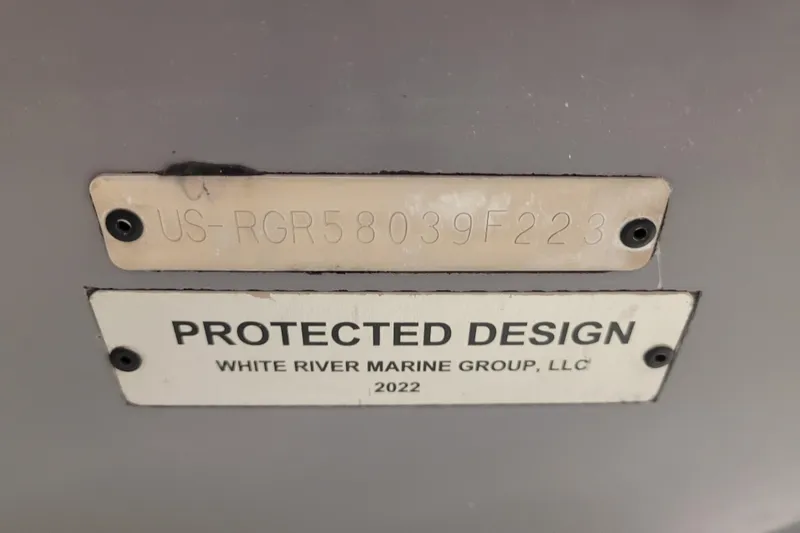 US-RGR58039F223
PROTECTED DESIGN
WHITE RIVER MARINE GROUP, LLC
2022